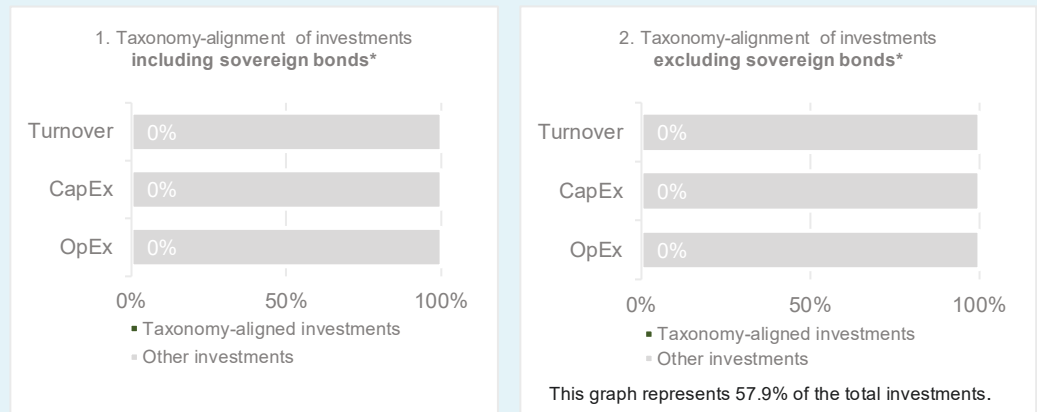 1. Taxonomy-alignment of investments
including sovereign bonds*
Turnover 0%
CapEx 0%
OpEx 0%
0% 50% 100%
Taxonomy-aligned investments
Other investments
2. Taxonomy-alignment of investments
excluding sovereign bonds*
Turnover 0%
CapEx 0%
OpEx 0%
0% 50% 100%
Taxonomy-aligned investments
Other investments
This graph represents 57.9% of the total investments.